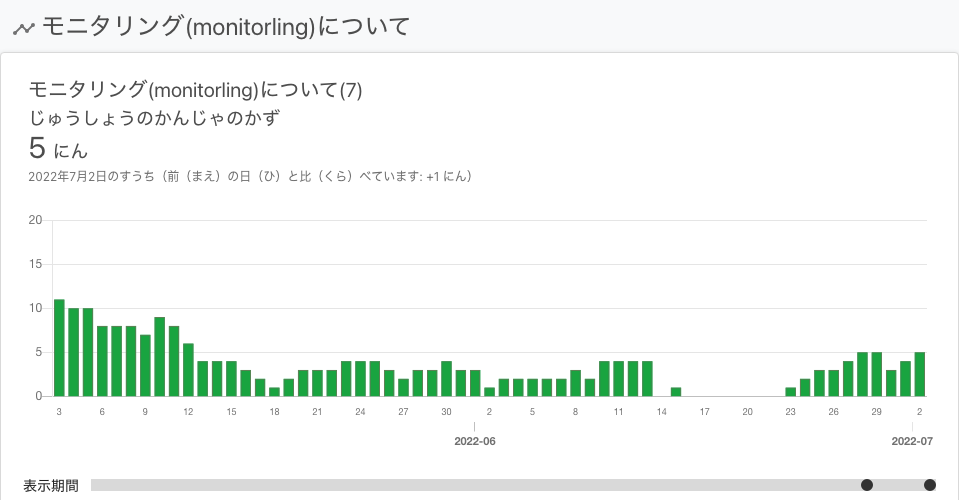 モニタリング(monitorling)について
モニタリング(monitorling)について(7)
じゅうしょうのかんじゃのかず
5 にん
2022年7月2日のすうち（前（まえ）の日（ひ）と比（くら）べています: +1 にん）
20
15
10
5
0
3 6 9 12 15 18 21 24 27 30 2 5 8 11 14 17 20 23 26 29 2
2022-06 2022-07
表示期間